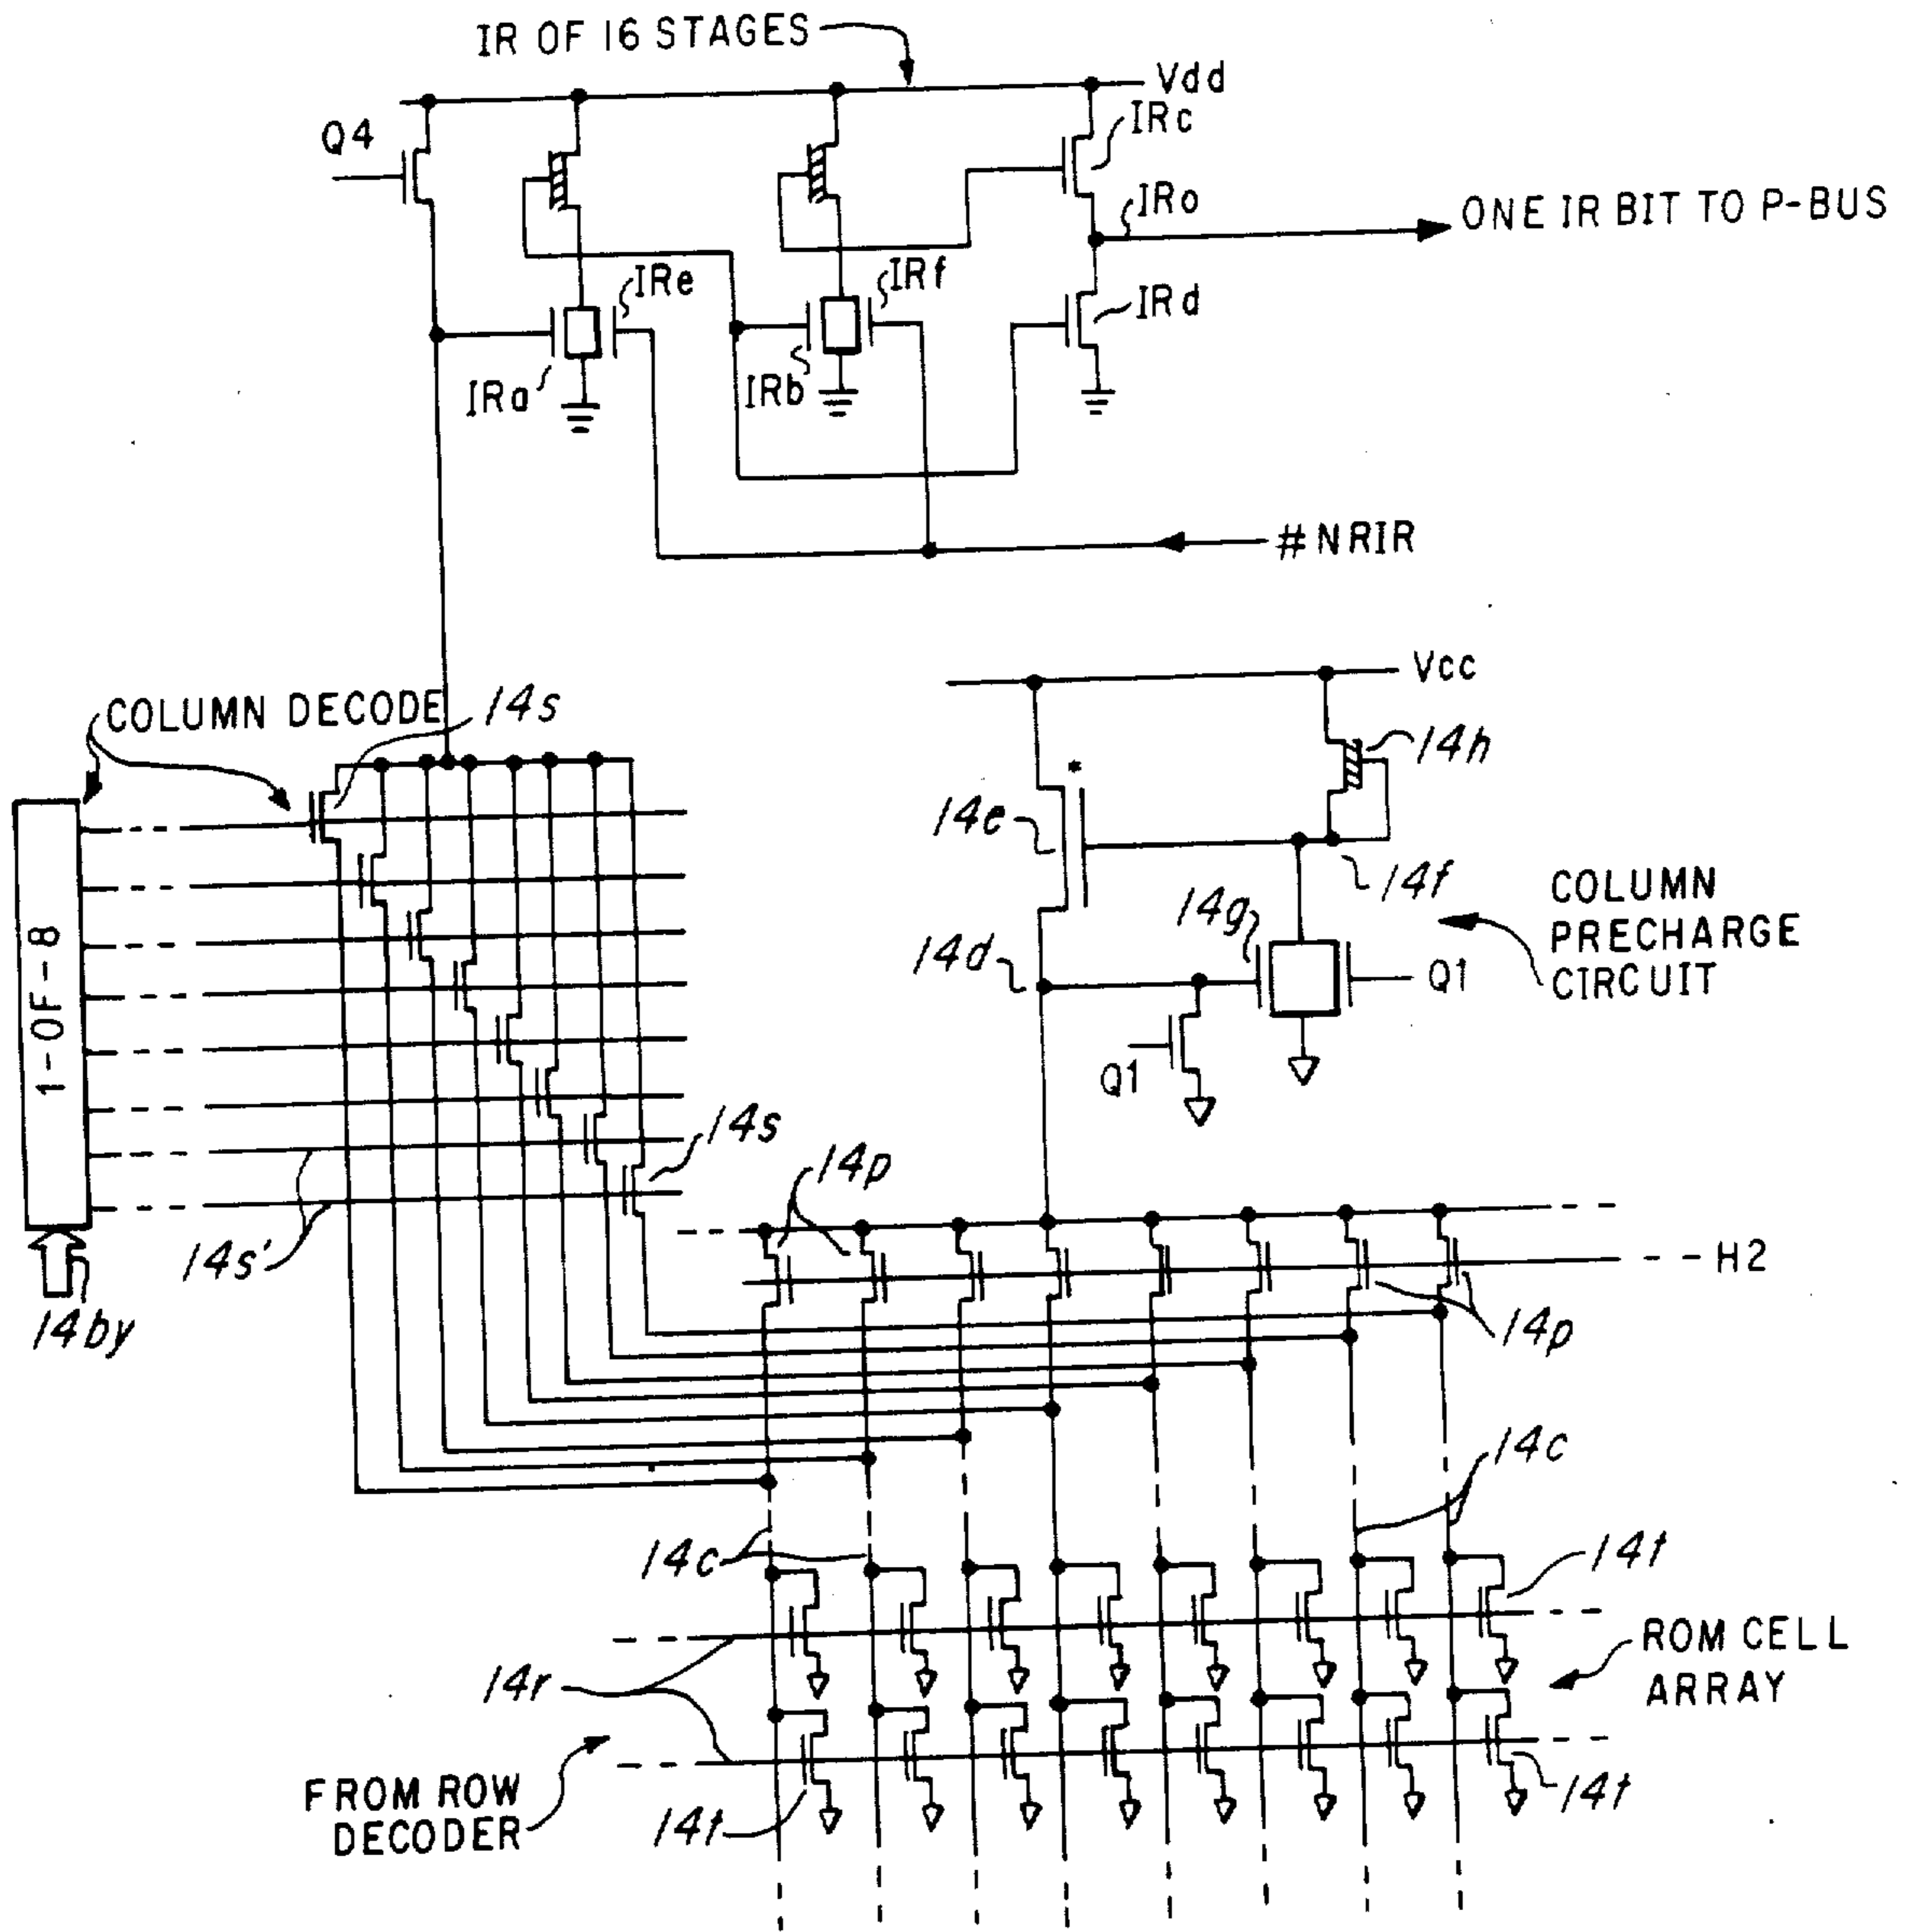 IR OF 16 STAGES
Vdd
Q4
IRc
IRo
ONE IR BIT TO P-BUS
IRe
IRf
IRd
IRa
IRb
#NRIR
Vcc
COLUMN DECODE
14s
14h
*
14e
14f
COLUMN
PRECHARGE
CIRCUIT
14g
14d
Q1
1-OF-8
Q1
14s
14p
14s'
H2
14by
14p
14c
14c
14t
14r
ROM CELL
ARRAY
FROM ROW
DECODER
14t
14t